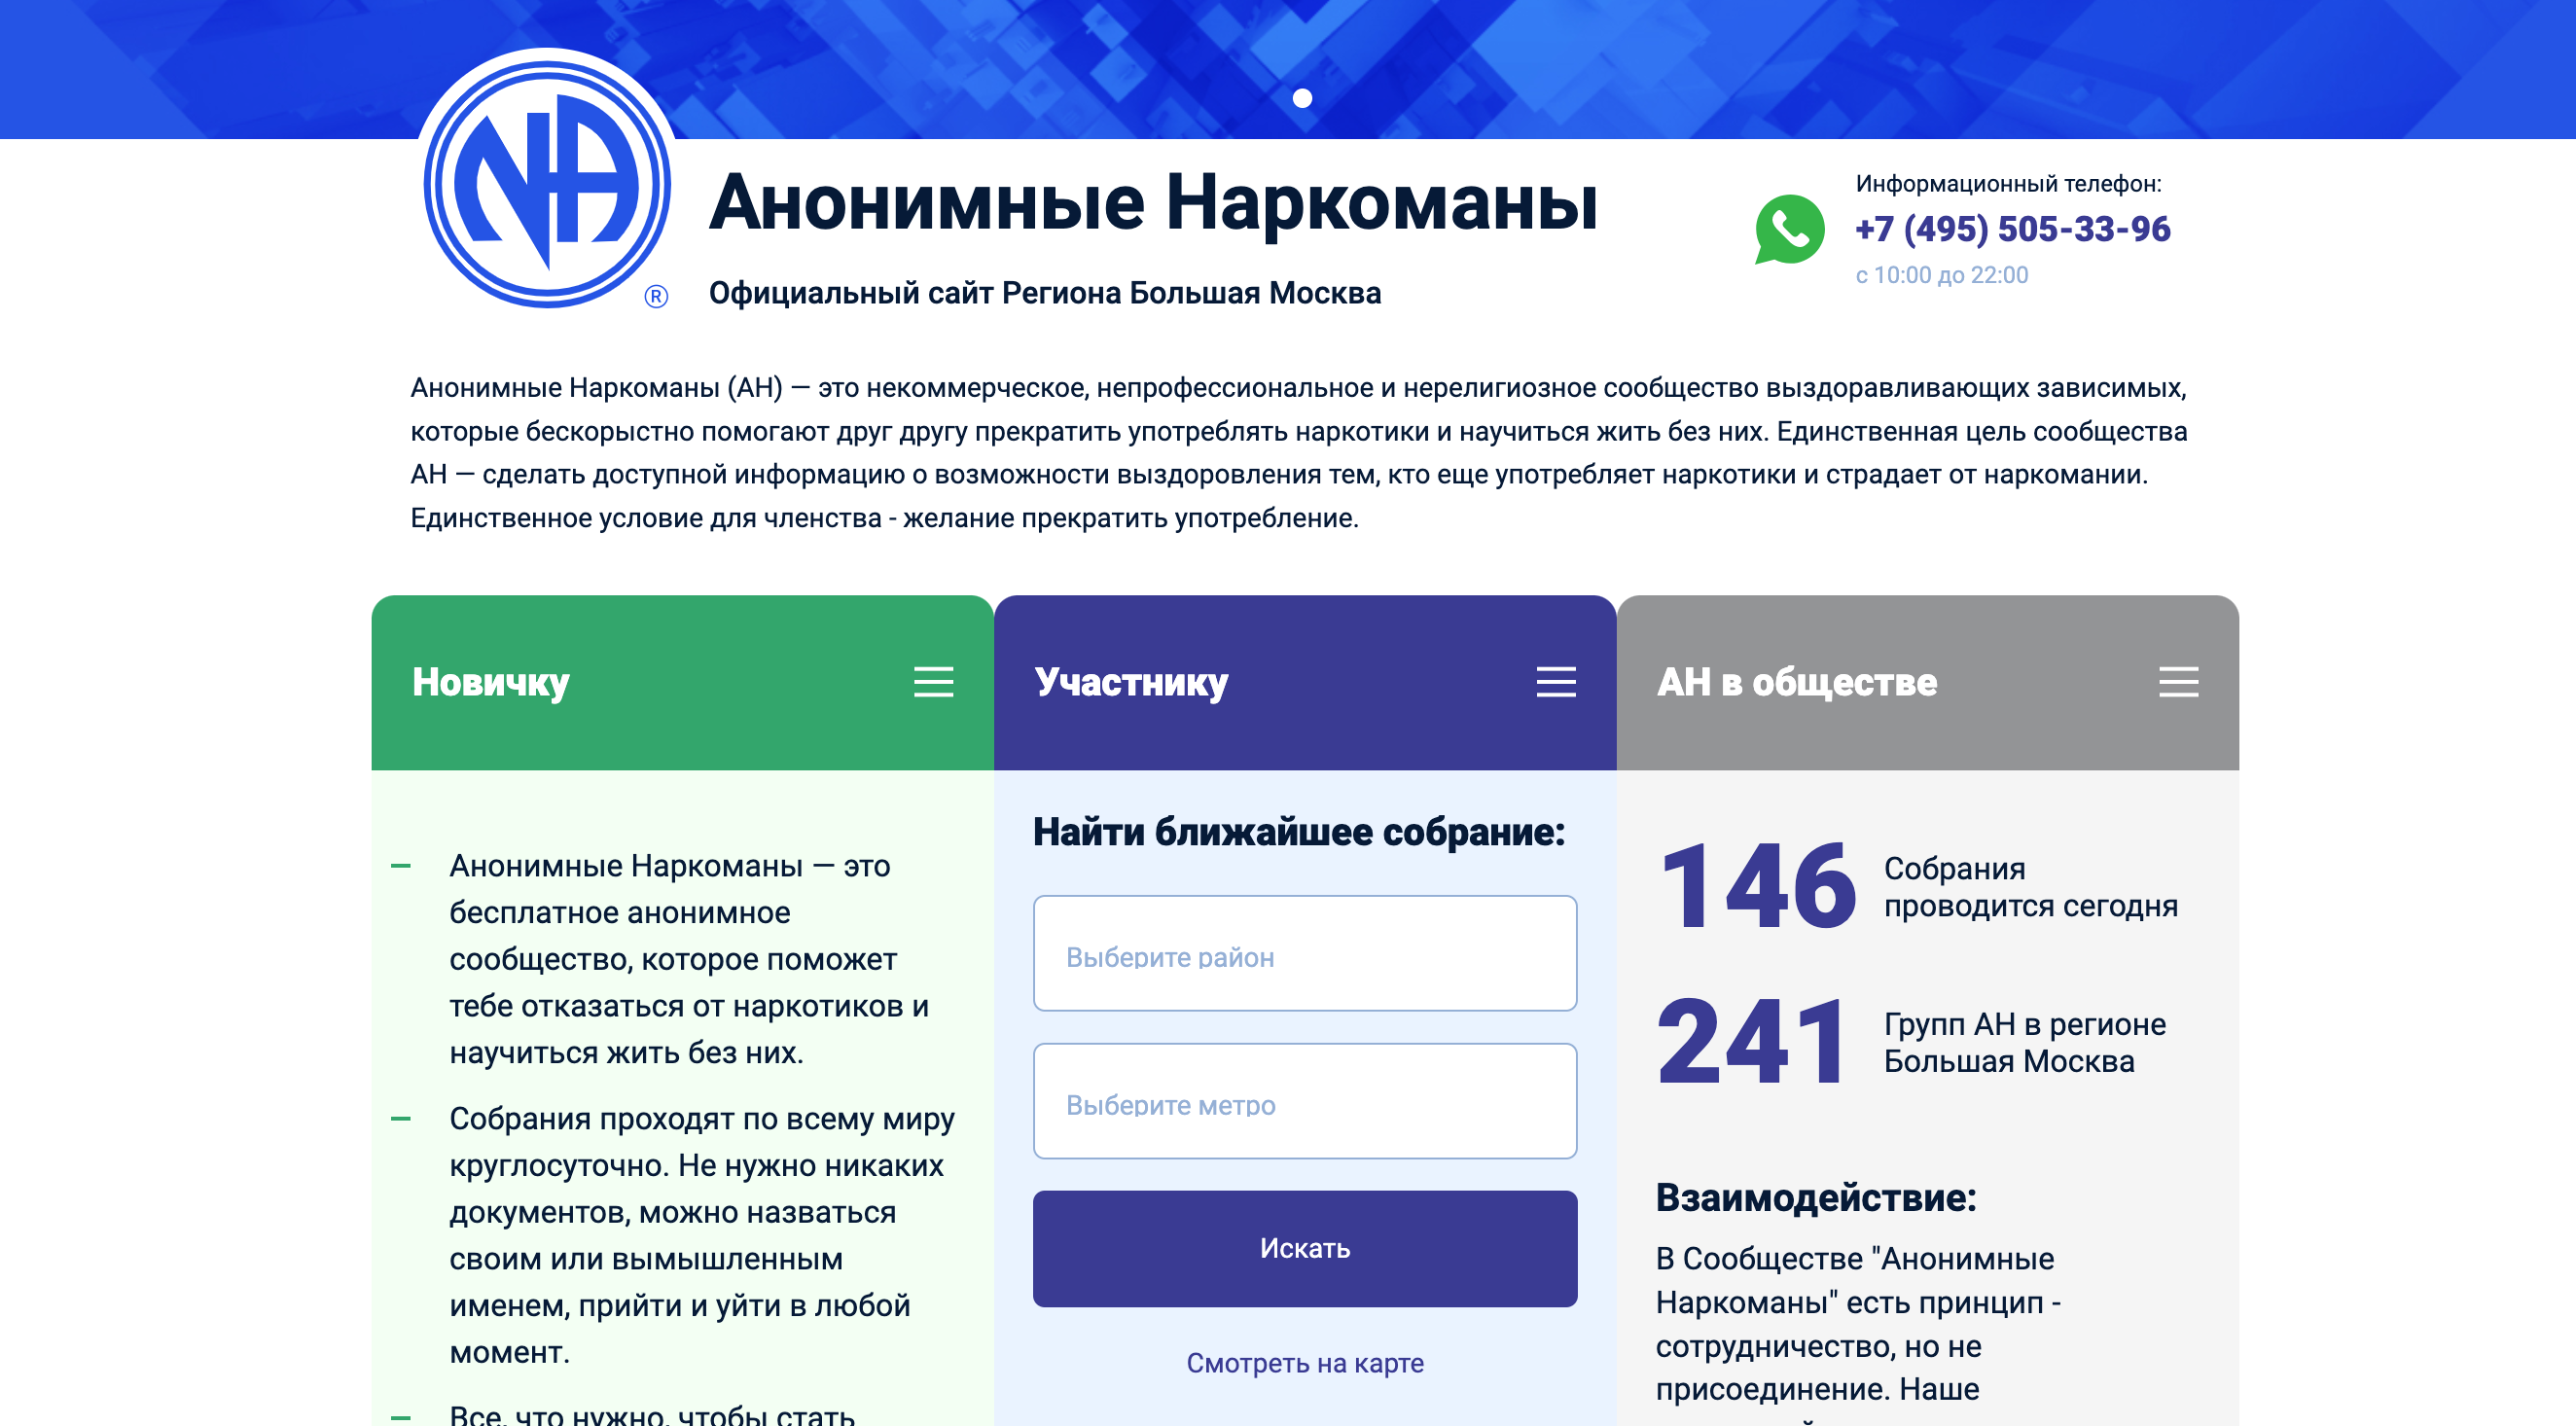 NA
®
Анонимные Наркоманы
Официальный сайт Региона Большая Москва
Информационный телефон:
+7 (495) 505-33-96
с 10:00 до 22:00
Анонимные Наркоманы (АН) — это некоммерческое, непрофессиональное и нерелигиозное сообщество выздоравливающих зависимых,
которые бескорыстно помогают друг другу прекратить употреблять наркотики и научиться жить без них. Единственная цель сообщества
АН — сделать доступной информацию о возможности выздоровления тем, кто еще употребляет наркотики и страдает от наркомании.
Единственное условие для членства - желание прекратить употребление.
Новичку
– Анонимные Наркоманы — это
бесплатное анонимное
сообщество, которое поможет
тебе отказаться от наркотиков и
научиться жить без них.
– Собрания проходят по всему миру
круглосуточно. Не нужно никаких
документов, можно назваться
своим или вымышленным
именем, прийти и уйти в любой
момент.
– Все, что нужно, чтобы стать
Участнику
Найти ближайшее собрание:
Выберите район
Выберите метро
Искать
Смотреть на карте
АН в обществе
146 Собрания
проводится сегодня
241 Групп АН в регионе
Большая Москва
Взаимодействие:
В Сообществе "Анонимные
Наркоманы" есть принцип -
сотрудничество, но не
присоединение. Наше